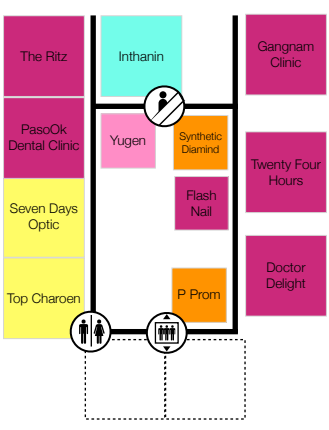 The Ritz
Inthanin
Gangnam
Clinic
PasoOk
Dental Clinic
Yugen
Synthetic
Diamind
Twenty Four
Hours
Flash
Nail
Seven Days
Optic
Doctor
Delight
Top Charoen
P Prom